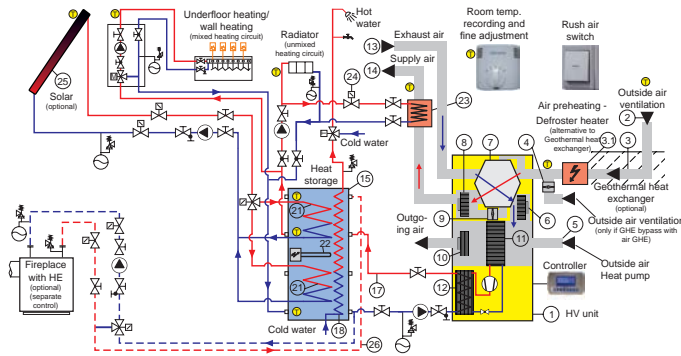 Underfloor heating/
wall heating
(mixed heating circuit)
Radiator
(unmixed
heating circuit)
Hot
water
Exhaust air
13
Supply air
14
Room temp.
recording and
fine adjustment
Rush air
switch
T
T
T
T
T
T
T
T
T
T
25
Solar
(optional)
24
23
Cold water
Air preheating -
Defroster heater
(alternative to
Geothermal heat
exchanger)
Outside air
ventilation
2
3.1
3
4
Geothermal heat
exchanger
(optional)
Outside air ventilation
(only if GHE bypass with
air GHE)
5
Outside air
Heat pump
Heat
storage
15
21
22
21
18
Cold water
7
8
9
6
Outgo-
ing air
10
11
12
17
26
Controller
1
HV unit
Fireplace
with HE
(optional)
(separate
control)